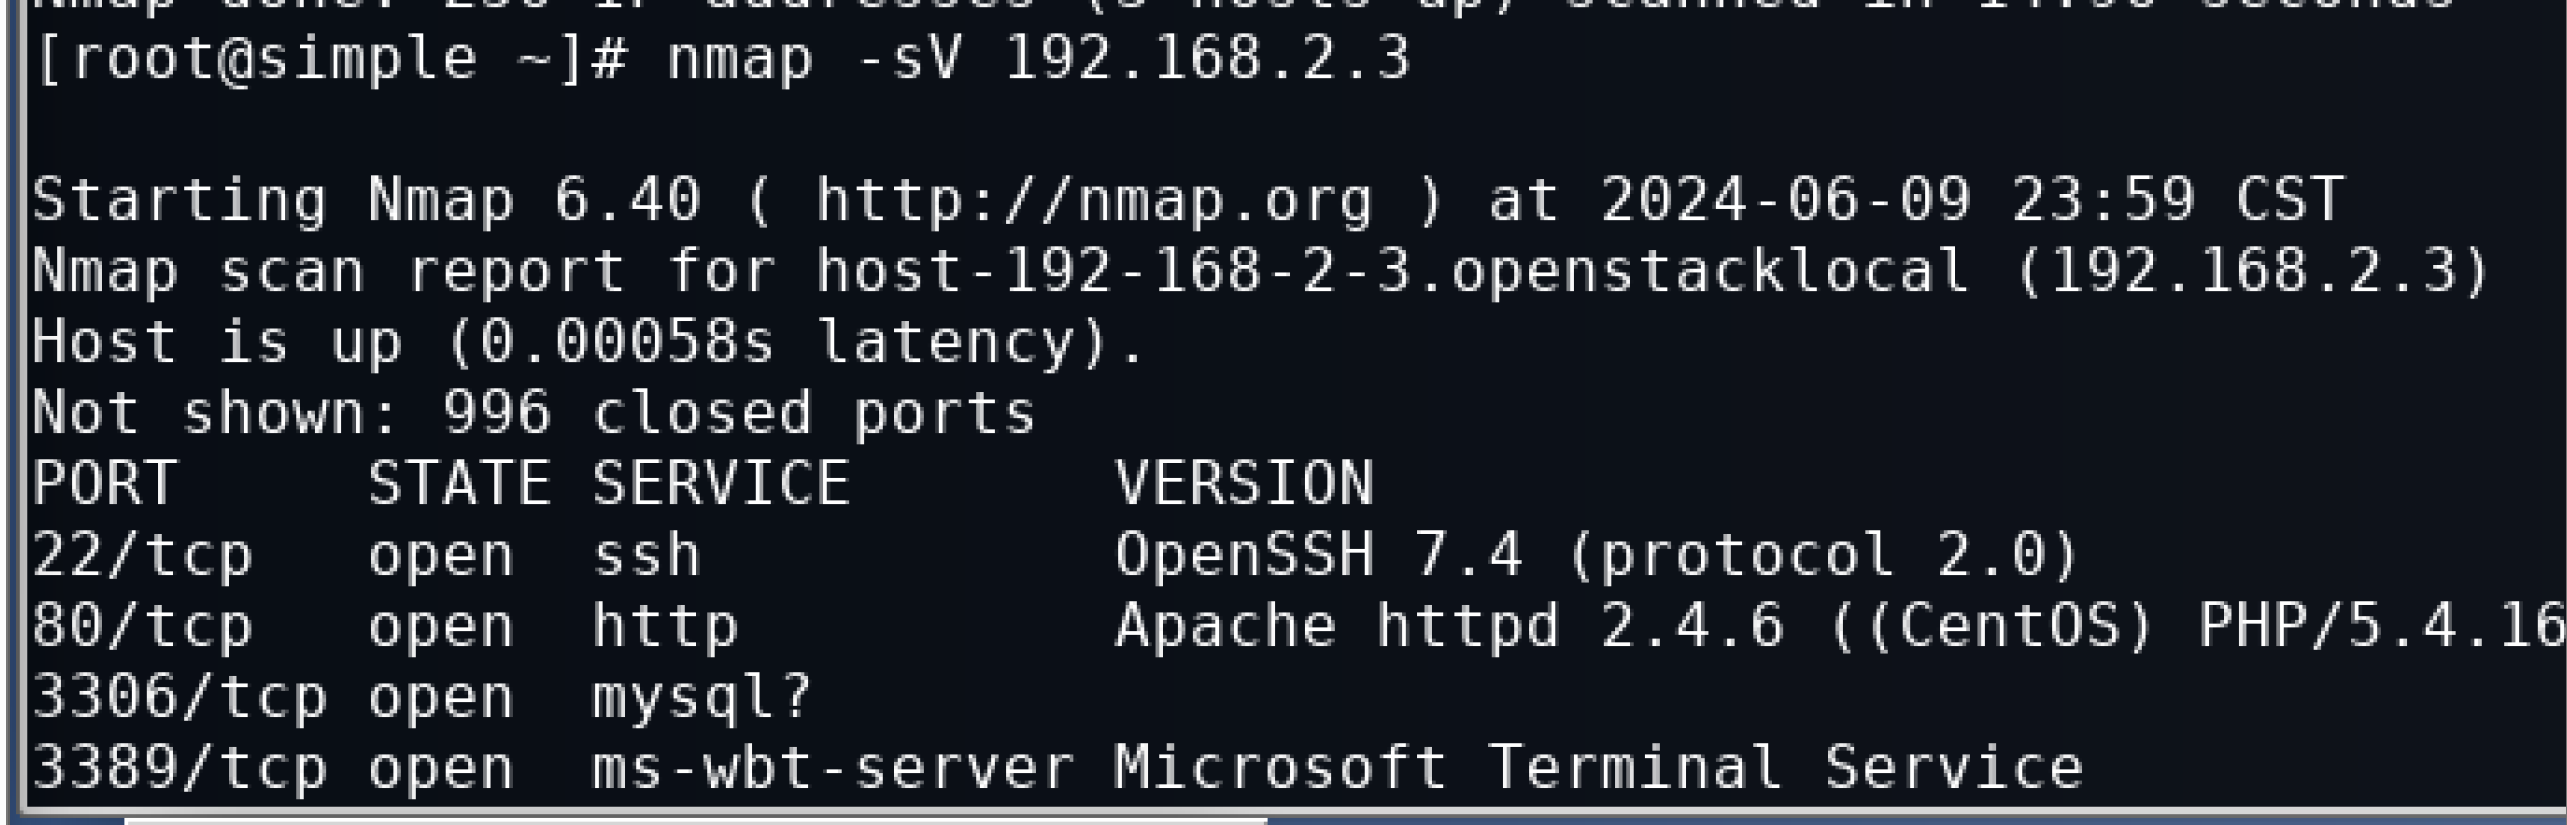 [root@simple ~]# nmap -sV 192.168.2.3
Starting Nmap 6.40 ( http://nmap.org ) at 2024-06-09 23:59 CST
Nmap scan report for host-192-168-2-3.openstacklocal (192.168.2.3)
Host is up (0.00058s latency).
Not shown: 996 closed ports
PORT     STATE SERVICE       VERSION
22/tcp   open  ssh           OpenSSH 7.4 (protocol 2.0)
80/tcp   open  http          Apache httpd 2.4.6 ((CentOS) PHP/5.4.16
3306/tcp open  mysql?
3389/tcp open  ms-wbt-server Microsoft Terminal Service